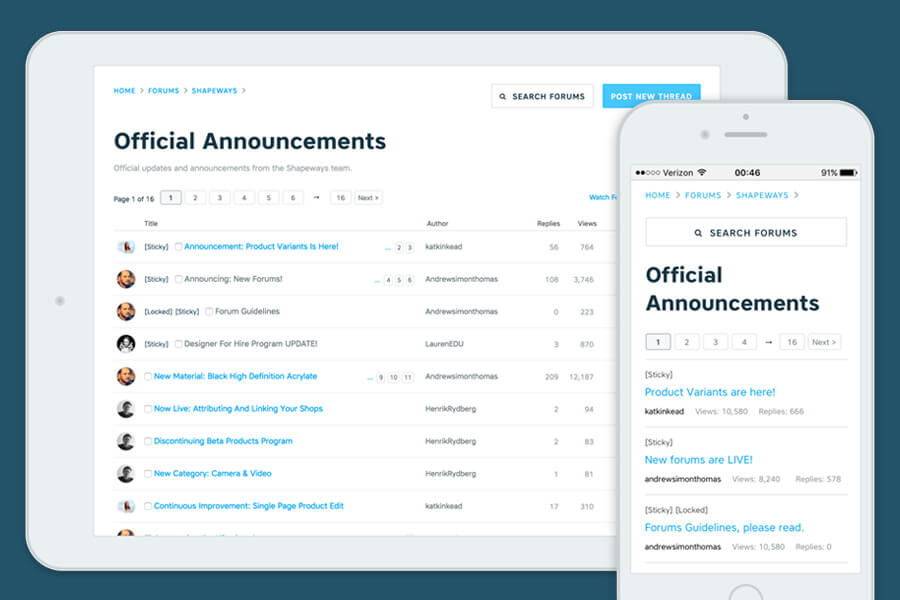 HOME > FORUMS > SHAPEWAYS >
SEARCH FORUMS
POST NEW THREAD
Official Announcements
Official updates and announcements from the Shapeways team.
Page 1 of 16 1 2 3 4 5 6 → 16 Next >
Watch Fo
Title Author Replies Views
[Sticky] Announcement: Product Variants Is Here! ... 2 3 katkinkead 56 764
[Sticky] Announcing: New Forums! ... 4 5 6 Andrewsimonthomas 108 3,746
[Locked] [Sticky] Forum Guidelines Andrewsimonthomas 0 223
[Sticky] Designer For Hire Program UPDATE! LaurenEDU 3 870
New Material: Black High Definition Acrylate ... 9 10 11 Andrewsimonthomas 209 12,187
Now Live: Attributing And Linking Your Shops HenrikRydberg 2 94
Discontinuing Beta Products Program HenrikRydberg 2 83
New Category: Camera & Video HenrikRydberg 1 81
Continuous Improvement: Single Page Product Edit katkinkead 17 310
Verizon 00:46 91%
HOME > FORUMS > SHAPEWAYS >
SEARCH FORUMS
Official
Announcements
1 2 3 4 → 16 Next >
[Sticky]
Product Variants are here!
katkinkead Views: 10,580 Replies: 666
[Sticky]
New forums are LIVE!
andrewsimonthomas Views: 8,240 Replies: 578
[Sticky] [Locked]
Forums Guidelines, please read.
andrewsimonthomas Views: 10,580 Replies: 0